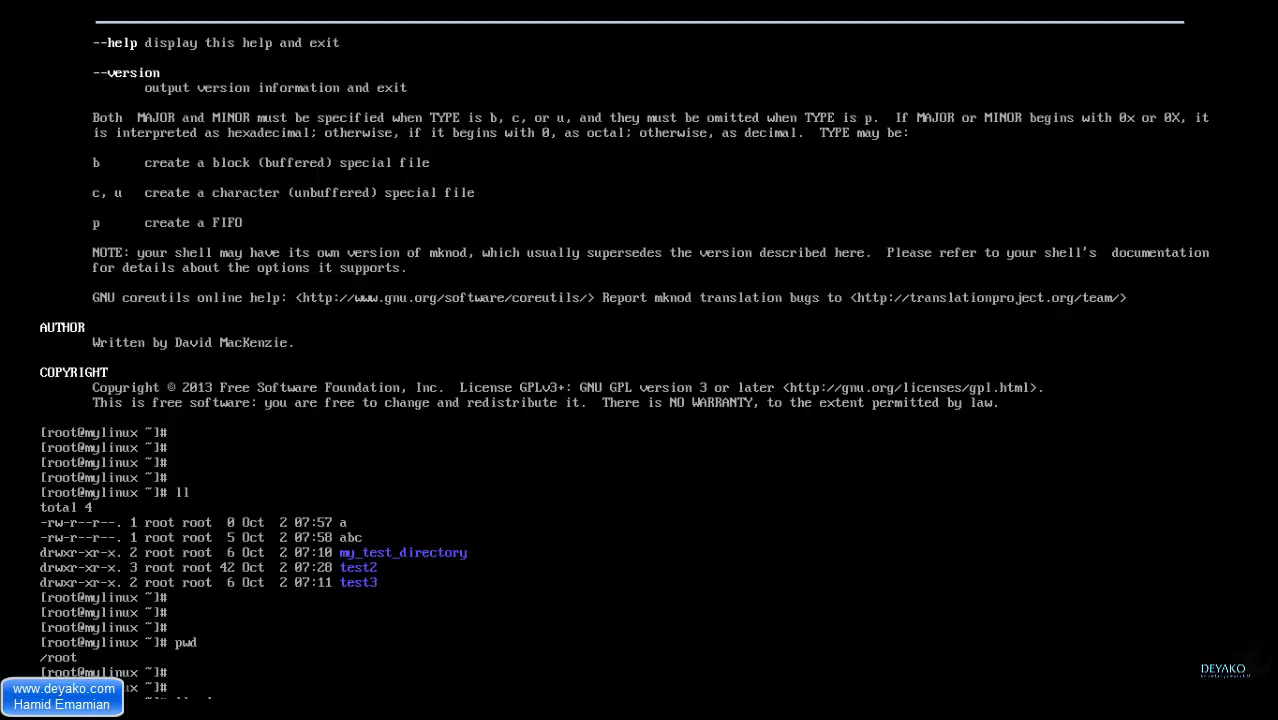 --help display this help and exit
--version
output version information and exit
Both MAJOR and MINOR must be specified when TYPE is b, c, or u, and they must be omitted when TYPE is p. If MAJOR or MINOR begins with 0x or 0X, it
is interpreted as hexadecimal; otherwise, if it begins with 0, as octal; otherwise, as decimal. TYPE may be:
b create a block (buffered) special file
c, u create a character (unbuffered) special file
p create a FIFO
NOTE: your shell may have its own version of mknod, which usually supersedes the version described here. Please refer to your shell's documentation
for details about the options it supports.
GNU coreutils online help: <http://www.gnu.org/software/coreutils/> Report mknod translation bugs to <http://translationproject.org/team/>
AUTHOR
Written by David MacKenzie.
COPYRIGHT
Copyright © 2013 Free Software Foundation, Inc. License GPLv3+: GNU GPL version 3 or later <http://gnu.org/licenses/gpl.html>.
This is free software: you are free to change and redistribute it. There is NO WARRANTY, to the extent permitted by law.
[root@mylinux ~]#
[root@mylinux ~]#
[root@mylinux ~]#
[root@mylinux ~]#
[root@mylinux ~]# ll
total 4
-rw-r--r--. 1 root root 0 Oct 2 07:57 a
-rw-r--r--. 1 root root 5 Oct 2 07:58 abc
drwxr-xr-x. 2 root root 6 Oct 2 07:10 my_test_directory
drwxr-xr-x. 3 root root 42 Oct 2 07:28 test2
drwxr-xr-x. 2 root root 6 Oct 2 07:11 test3
[root@mylinux ~]#
[root@mylinux ~]#
[root@mylinux ~]#
[root@mylinux ~]# pwd
/root
[root@mylinux ~]#
~]#
www.deyako.com
Hamid Emamian
DEYAKO